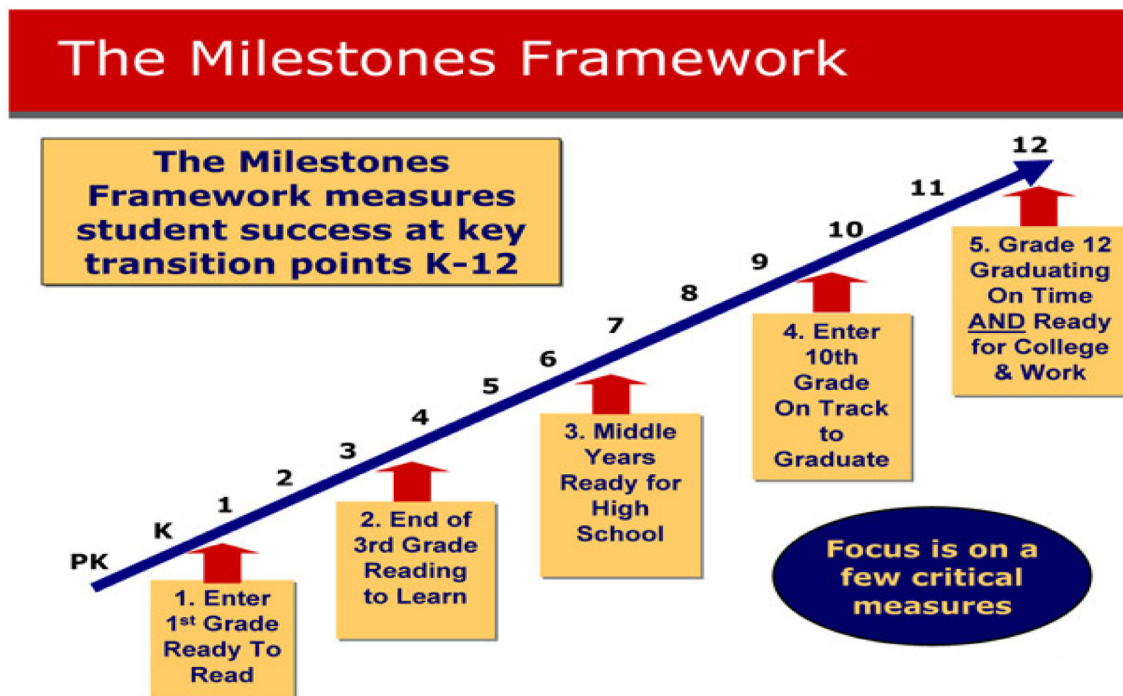 The Milestones Framework
The Milestones
Framework measures
student success at key
transition points K-12
PK
K
1
2
3
4
5
6
7
8
9
10
11
12
1. Enter
1st Grade
Ready To
Read
2. End of
3rd Grade
Reading
to Learn
3. Middle
Years
Ready for
High
School
4. Enter
10th
Grade
On Track
to
Graduate
5. Grade 12
Graduating
On Time
AND Ready
for College
& Work
Focus is on a
few critical
measures